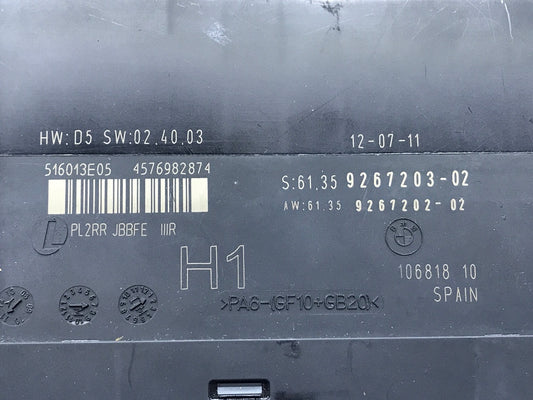 HW: D5 SW:02.40.03 12-07-11
516013E05 4576982874
S:61.35 9267203-02
AW:61.35 9267202-02
PL2RR JBBFE IIIR
H1
106818 10
SPAIN
>PA6-(GF10+GB20)<